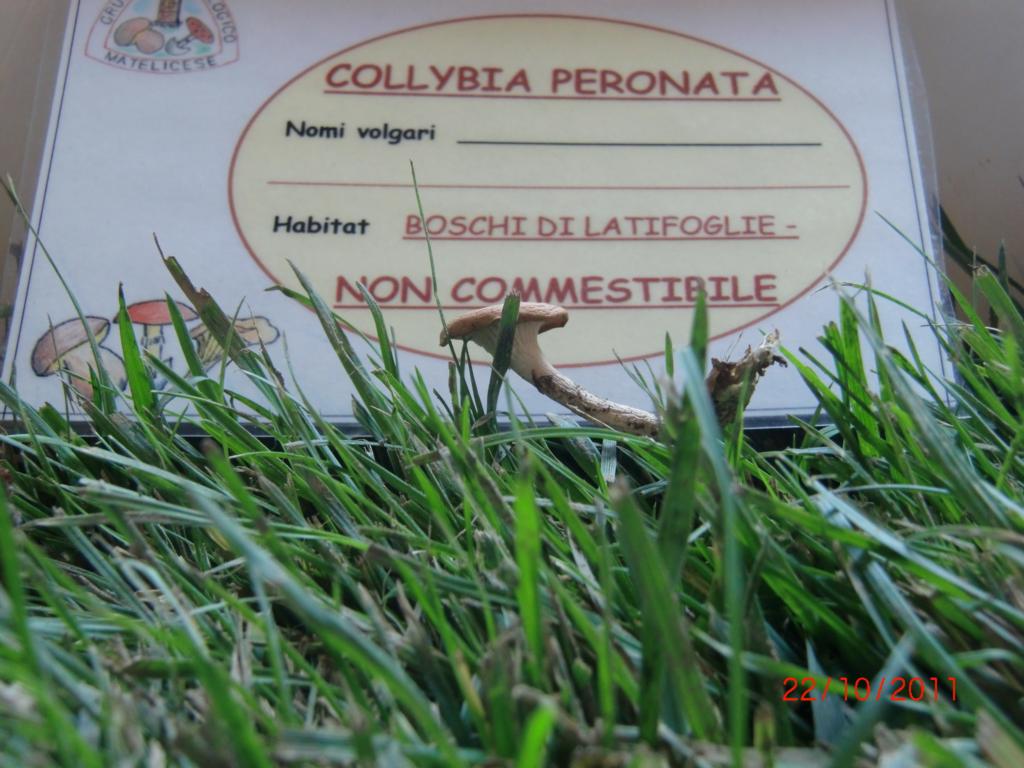 MATELICESE
COLLYBIA PERONATA
Nomi volgari
Habitat BOSCHI DI LATIFOGLIE -
NON COMMESTIBILE
22/10/2011